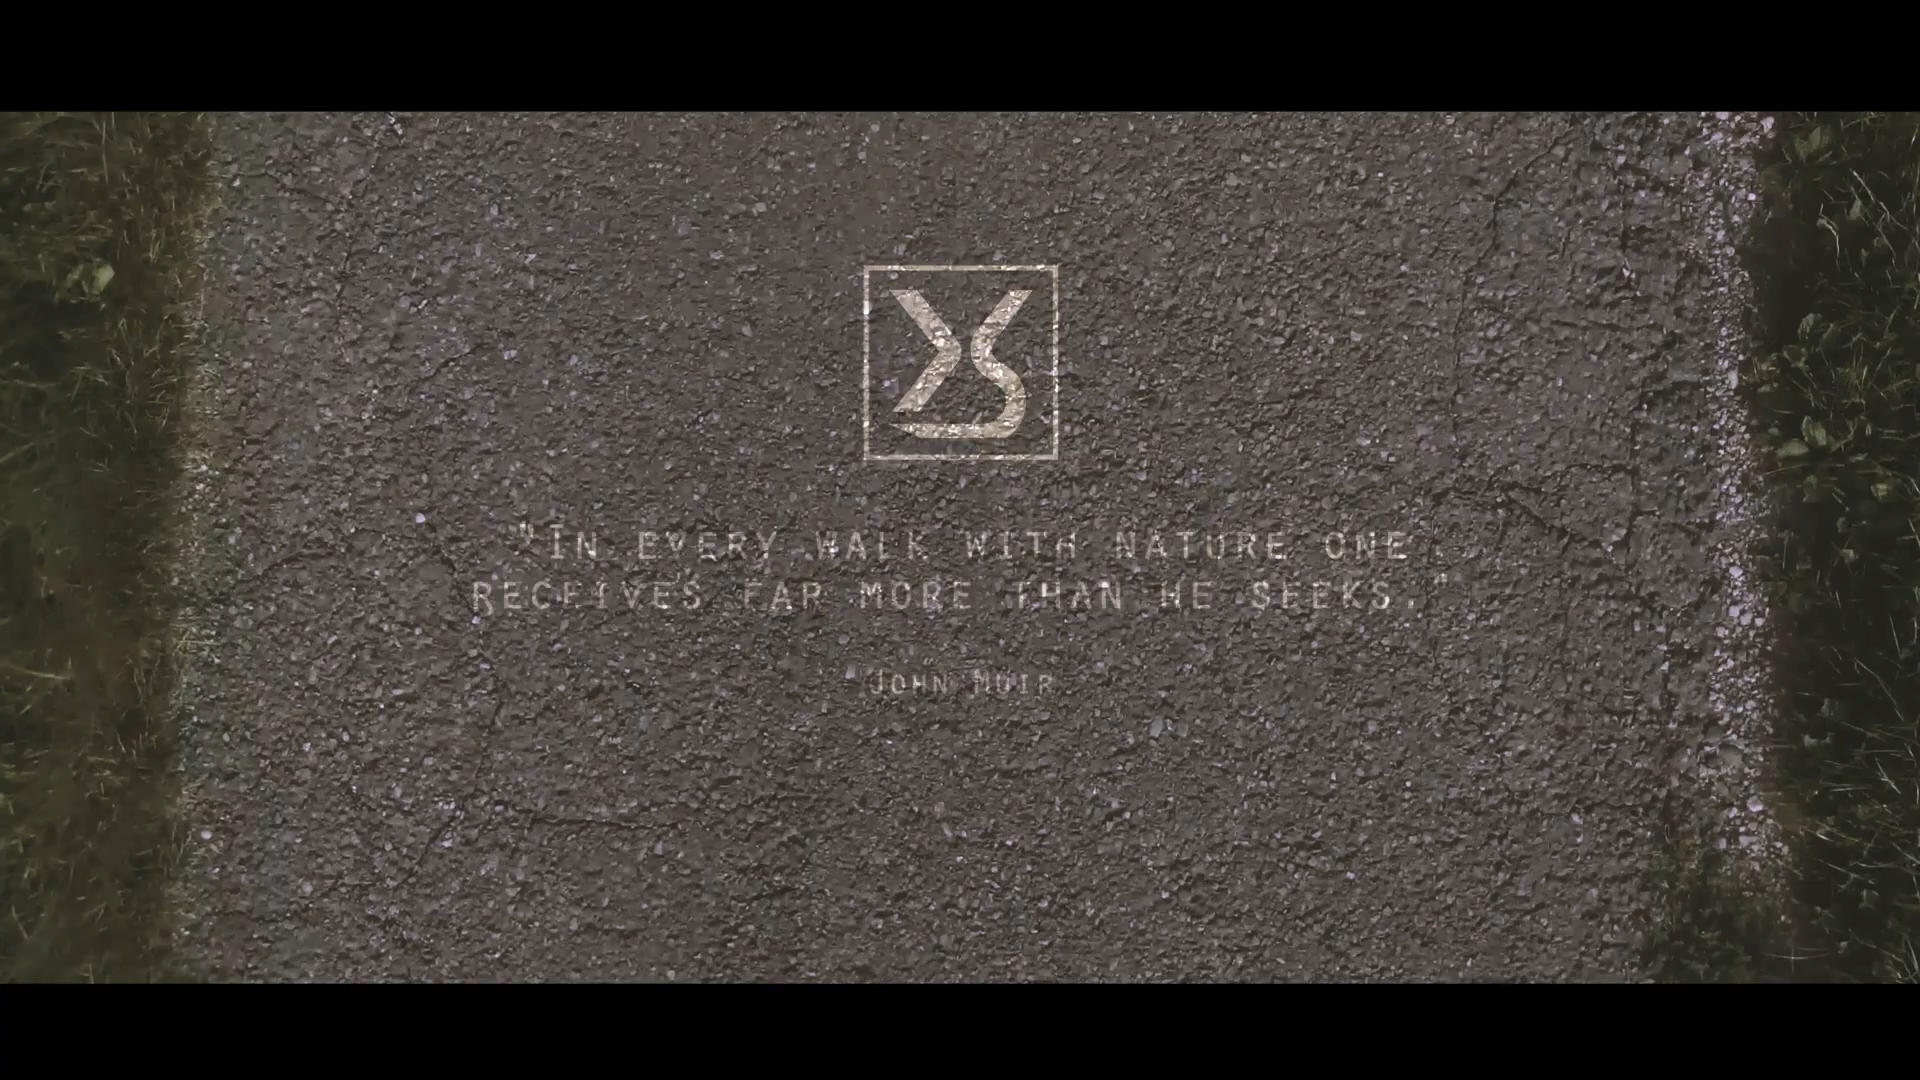 "In every walk with nature one
receives far more than he seeks."
John Muir